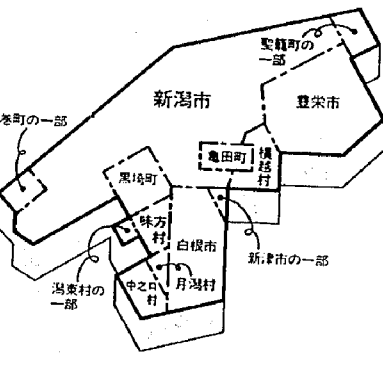 聖籠町の
一部
新潟市
豊栄市
巻町の一部
亀田町
横越村
黒埼町
味方
村
白根市
新津市の一部
潟東村の
一部
中之口
村
月潟村